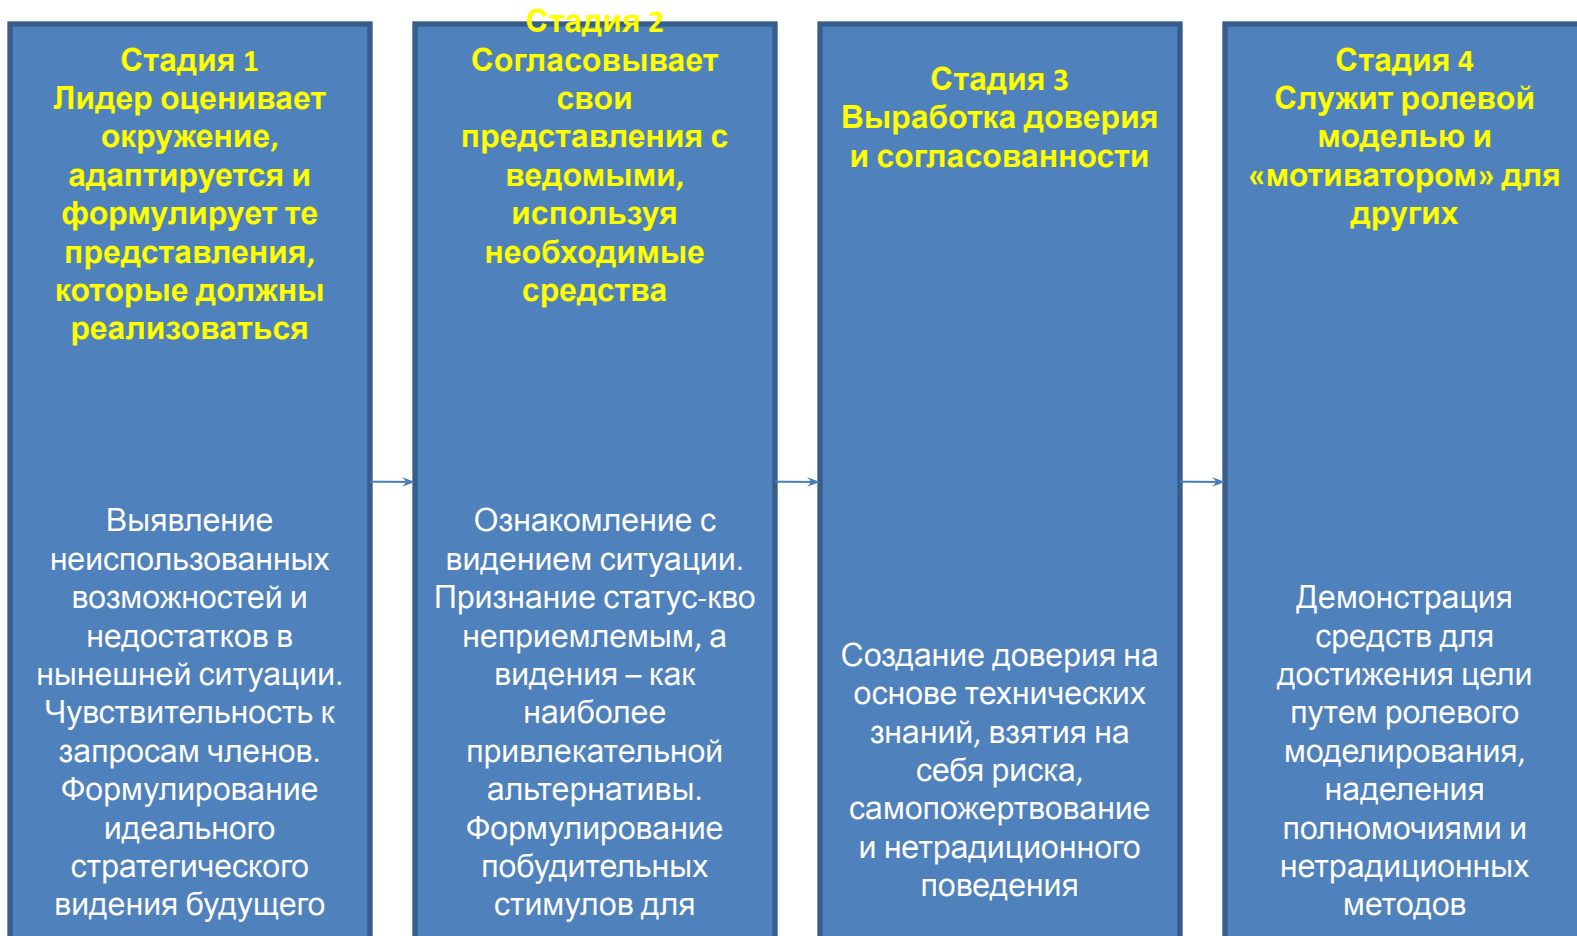 Стадия 1
Лидер оценивает
окружение,
адаптируется и
формулирует те
представления,
которые должны
реализоваться
Выявление
неиспользованных
возможностей и
недостатков в
нынешней ситуации.
Чувствительность к
запросам членов.
Формулирование
идеального
стратегического
видения будущего
Стадия 2
Согласовывает
свои
представления с
ведомыми,
используя
необходимые
средства
Ознакомление с
видением ситуации.
Признание статус-кво
неприемлемым, а
видения – как
наиболее
привлекательной
альтернативы.
Формулирование
побудительных
стимулов для
Стадия 3
Выработка доверия
и согласованности
Создание доверия на
основе технических
знаний, взятия на
себя риска,
самопожертвование
и нетрадиционного
поведения
Стадия 4
Служит ролевой
моделью и
«мотиватором» для
других
Демонстрация
средств для
достижения цели
путем ролевого
моделирования,
наделения
полномочиями и
нетрадиционных
методов